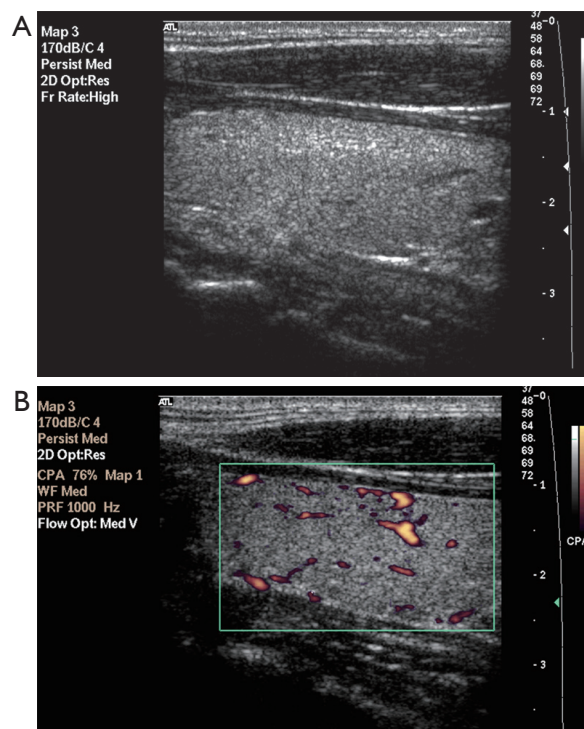 A
Map 3
170dB/C 4
Persist Med
2D Opt:Res
Fr Rate:High
ATL
37
48
58
64
68
69
69
72
0
1
2
3
B
Map 3
170dB/C 4
Persist Med
2D Opt:Res
CPA 76% Map 1
WF Med
PRF 1000 Hz
Flow Opt: Med V
ATL
37
48
58
64
68
69
73
72
0
1
2
3
CPA